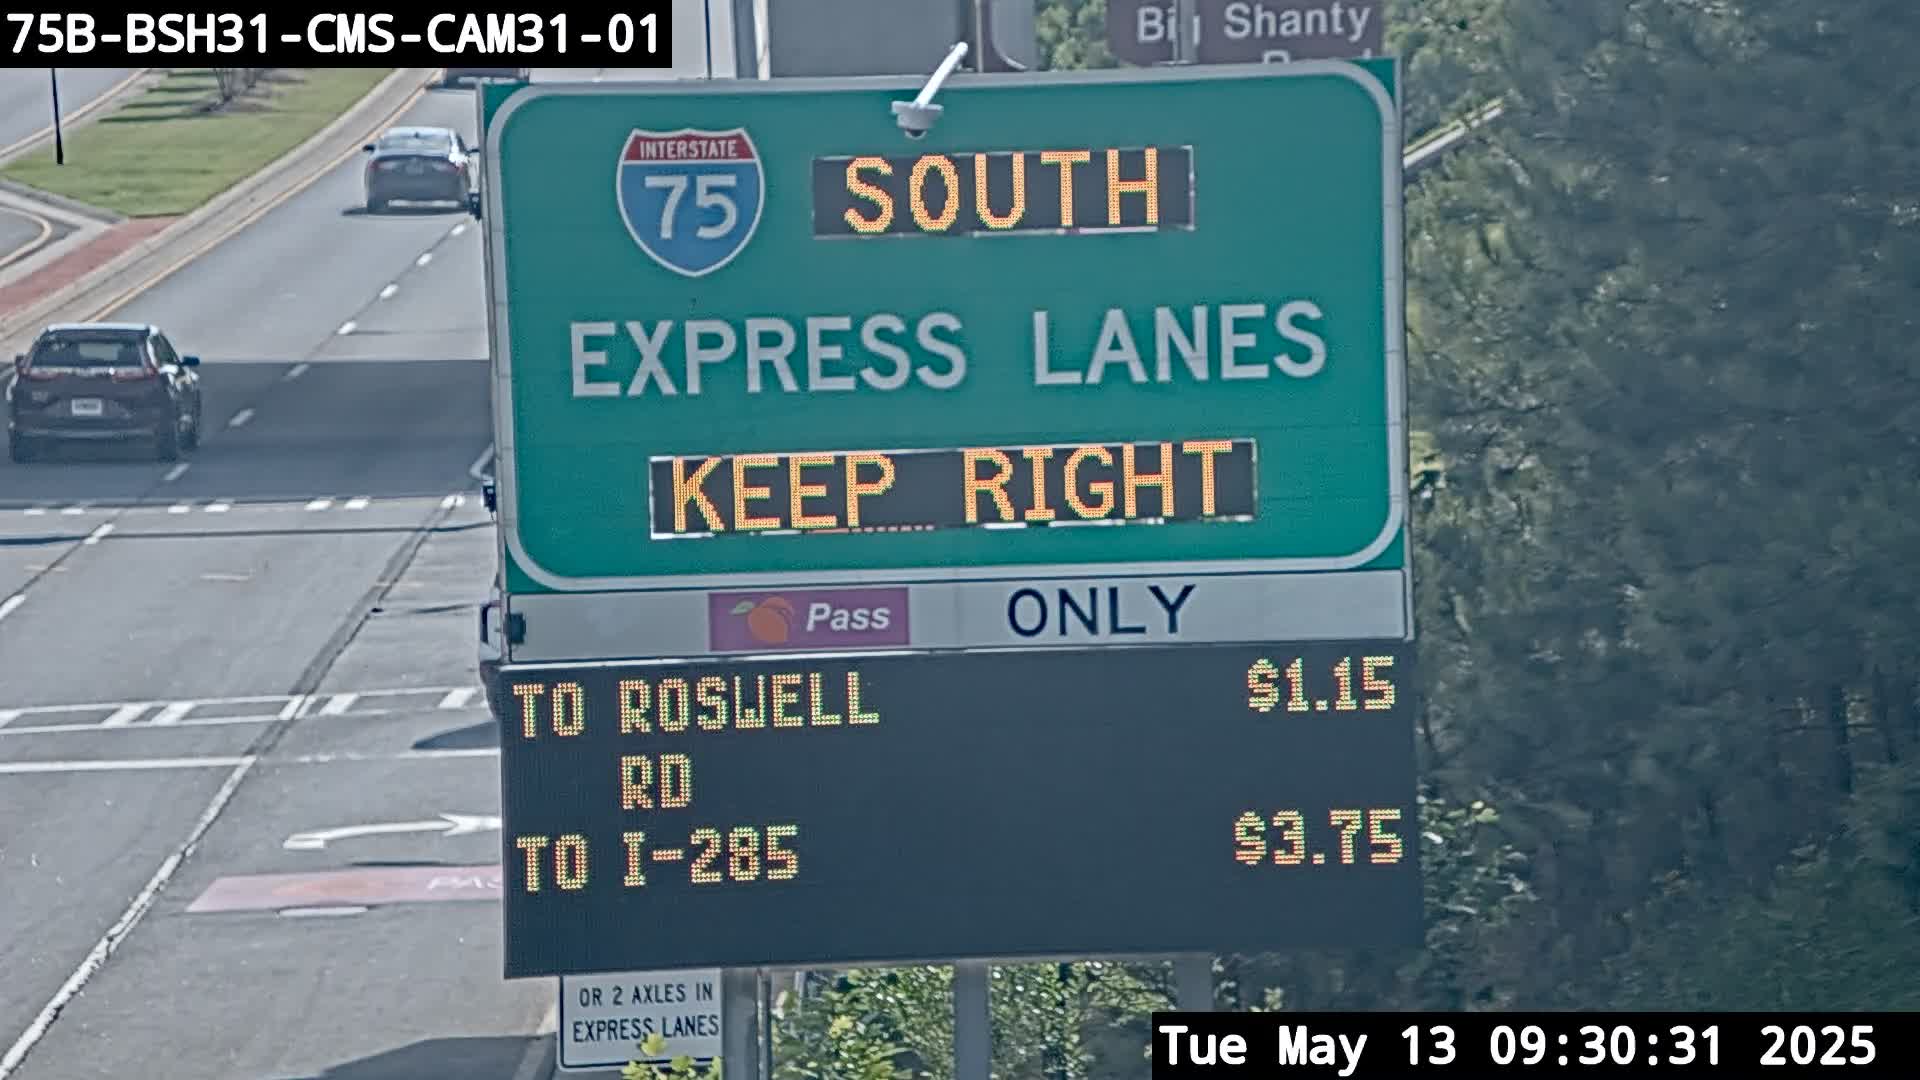 75B-BSH31-CMS-CAM31-01
Big Shanty
INTERSTATE
75
SOUTH
EXPRESS LANES
KEEP RIGHT
Pass ONLY
TO ROSWELL $1.15
RD
TO I-285 $3.75
OR 2 AXLES IN
EXPRESS LANES
Tue May 13 09:30:31 2025